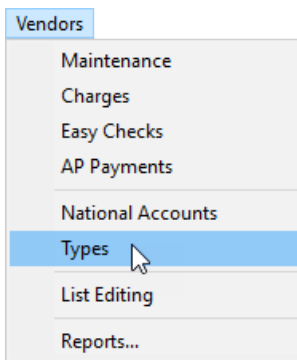 Vendors
Maintenance
Charges
Easy Checks
AP Payments
National Accounts
Types
List Editing
Reports...